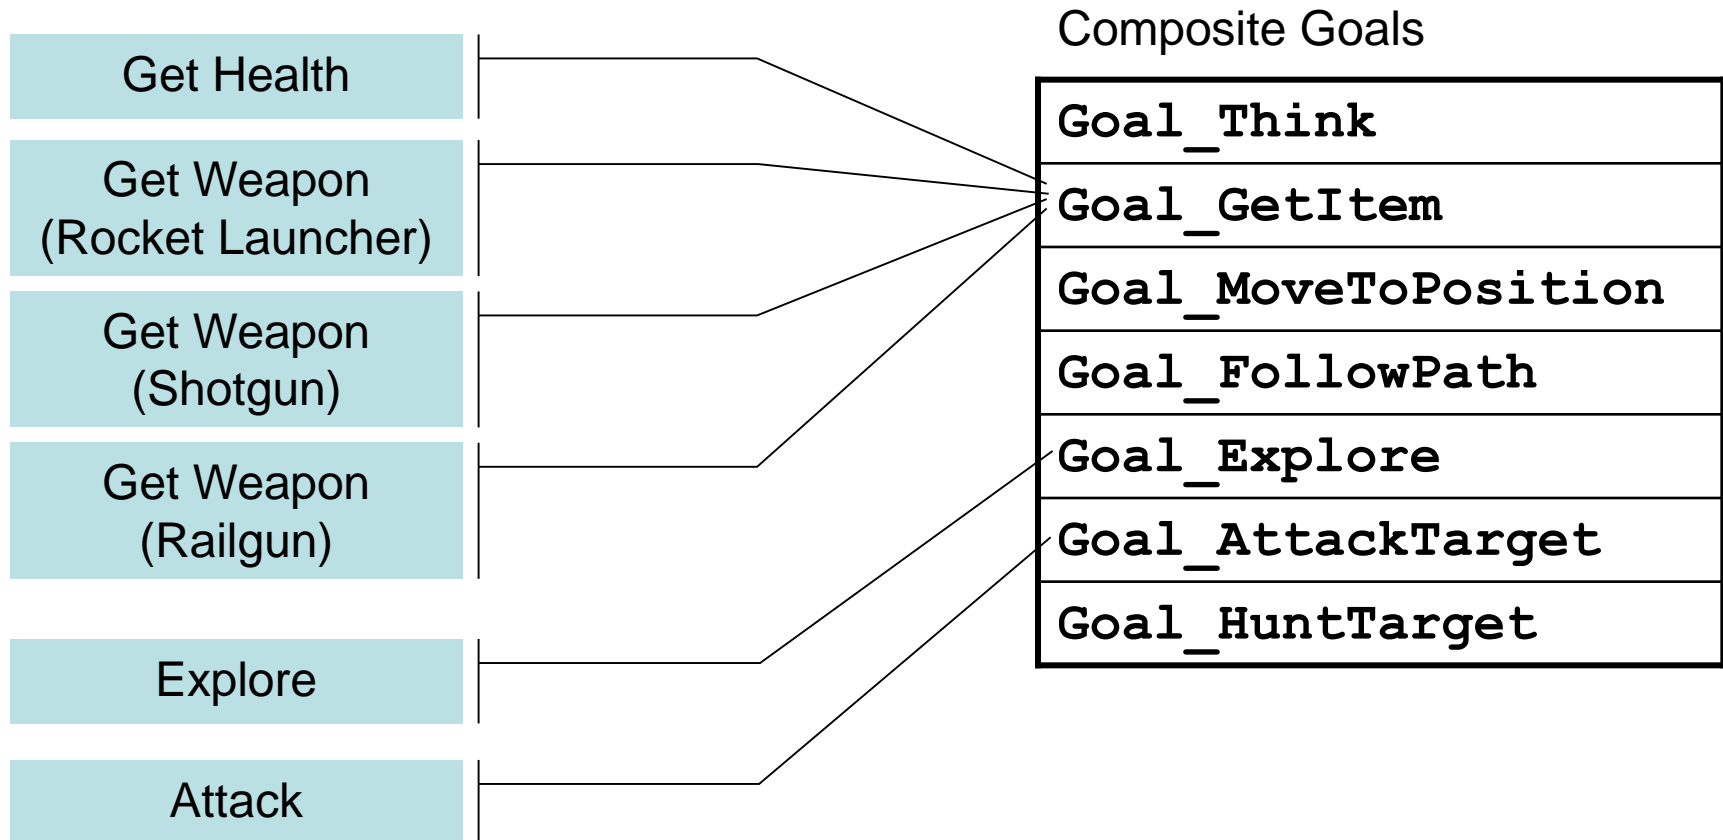 Get Health
Get Weapon
(Rocket Launcher)
Get Weapon
(Shotgun)
Get Weapon
(Railgun)
Explore
Attack
Composite Goals
Goal_Think
Goal_GetItem
Goal_MoveToPosition
Goal_FollowPath
Goal_Explore
Goal_AttackTarget
Goal_HuntTarget